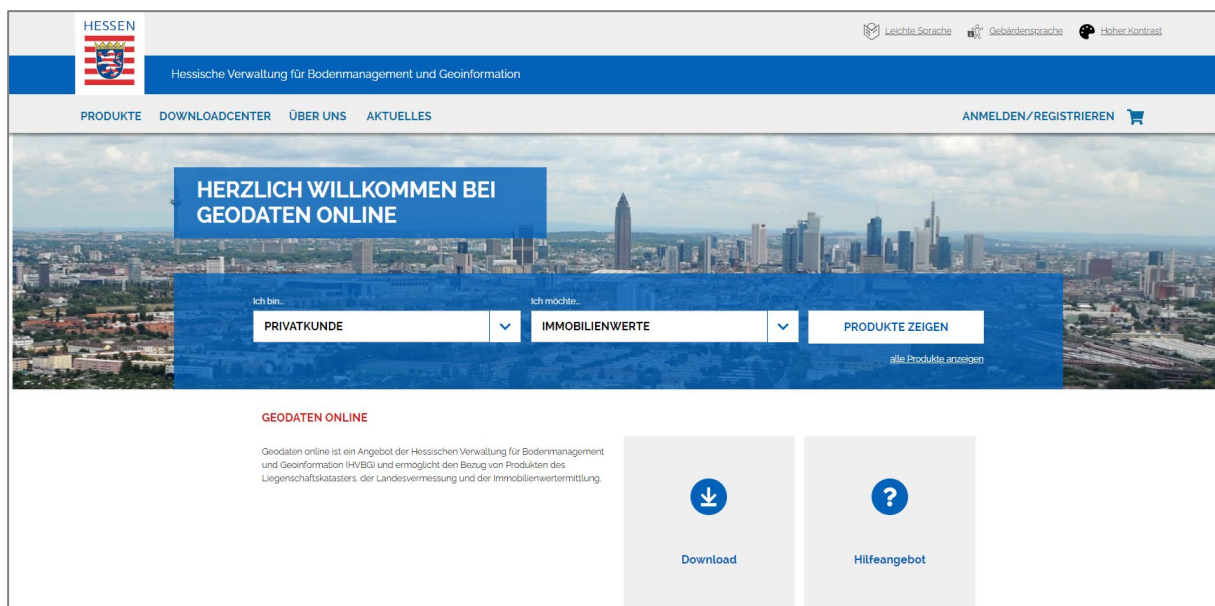 HESSEN
Leichte Sprache
Gebärdensprache
Hoher Kontrast
Hessische Verwaltung für Bodenmanagement und Geoinformation
PRODUKTE DOWNLOADCENTER ÜBER UNS AKTUELLES
ANMELDEN/REGISTRIEREN
HERZLICH WILLKOMMEN BEI
GEODATEN ONLINE
Ich bin...
Ich möchte...
PRIVATKUNDE
IMMOBILIENWERTE
PRODUKTE ZEIGEN
alle Produkte anzeigen
GEODATEN ONLINE
Geodaten online ist ein Angebot der Hessischen Verwaltung für Bodenmanagement
und Geoinformation (HVBG) und ermöglicht den Bezug von Produkten des
Liegenschaftskatasters, der Landesvermessung und der Immobilienwertermittlung.
Download
Hilfeangebot